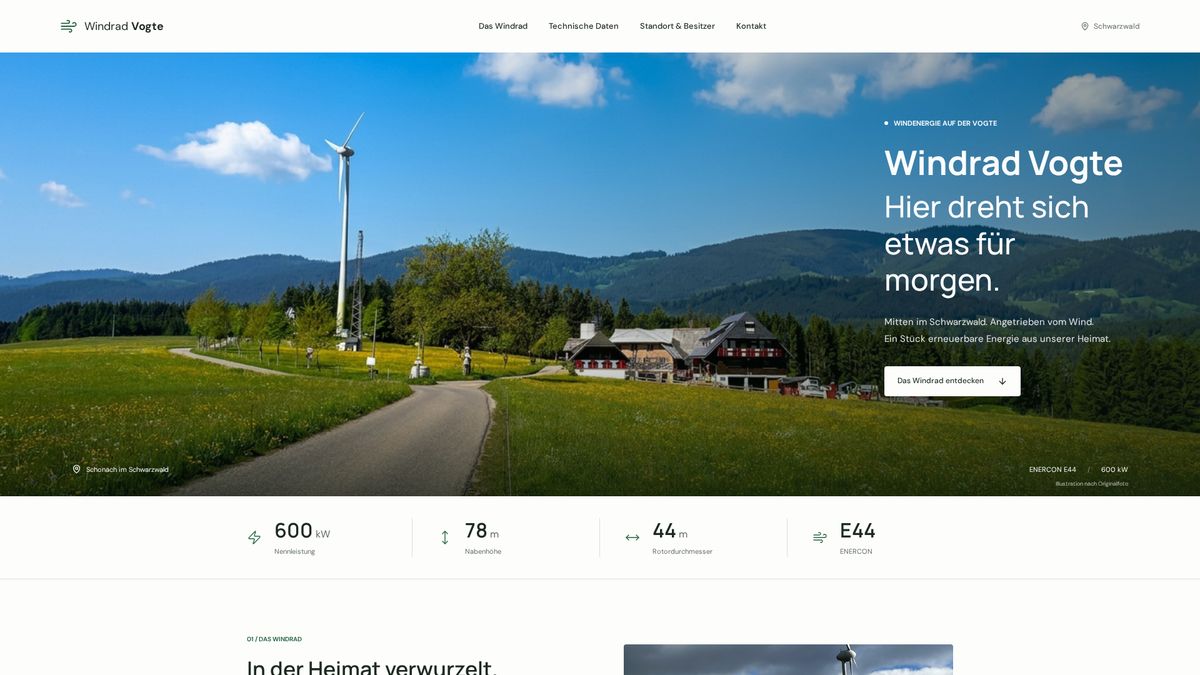 Windrad Vogte
Das Windrad
Technische Daten
Standort & Besitzer
Kontakt
Schwarzwald
WINDENERGIE AUF DER VOGTE
Windrad Vogte
Hier dreht sich
etwas für
morgen.
Mitten im Schwarzwald. Angetrieben vom Wind.
Ein Stück erneuerbare Energie aus unserer Heimat.
Das Windrad entdecken
Schonach im Schwarzwald
ENERCON E44 / 600 kW
Illustration nach Originalfoto
600 kW
Nennleistung
78 m
Nabenhöhe
44 m
Rotordurchmesser
E44
ENERCON
01 / DAS WINDRAD
In der Heimat verwurzelt.